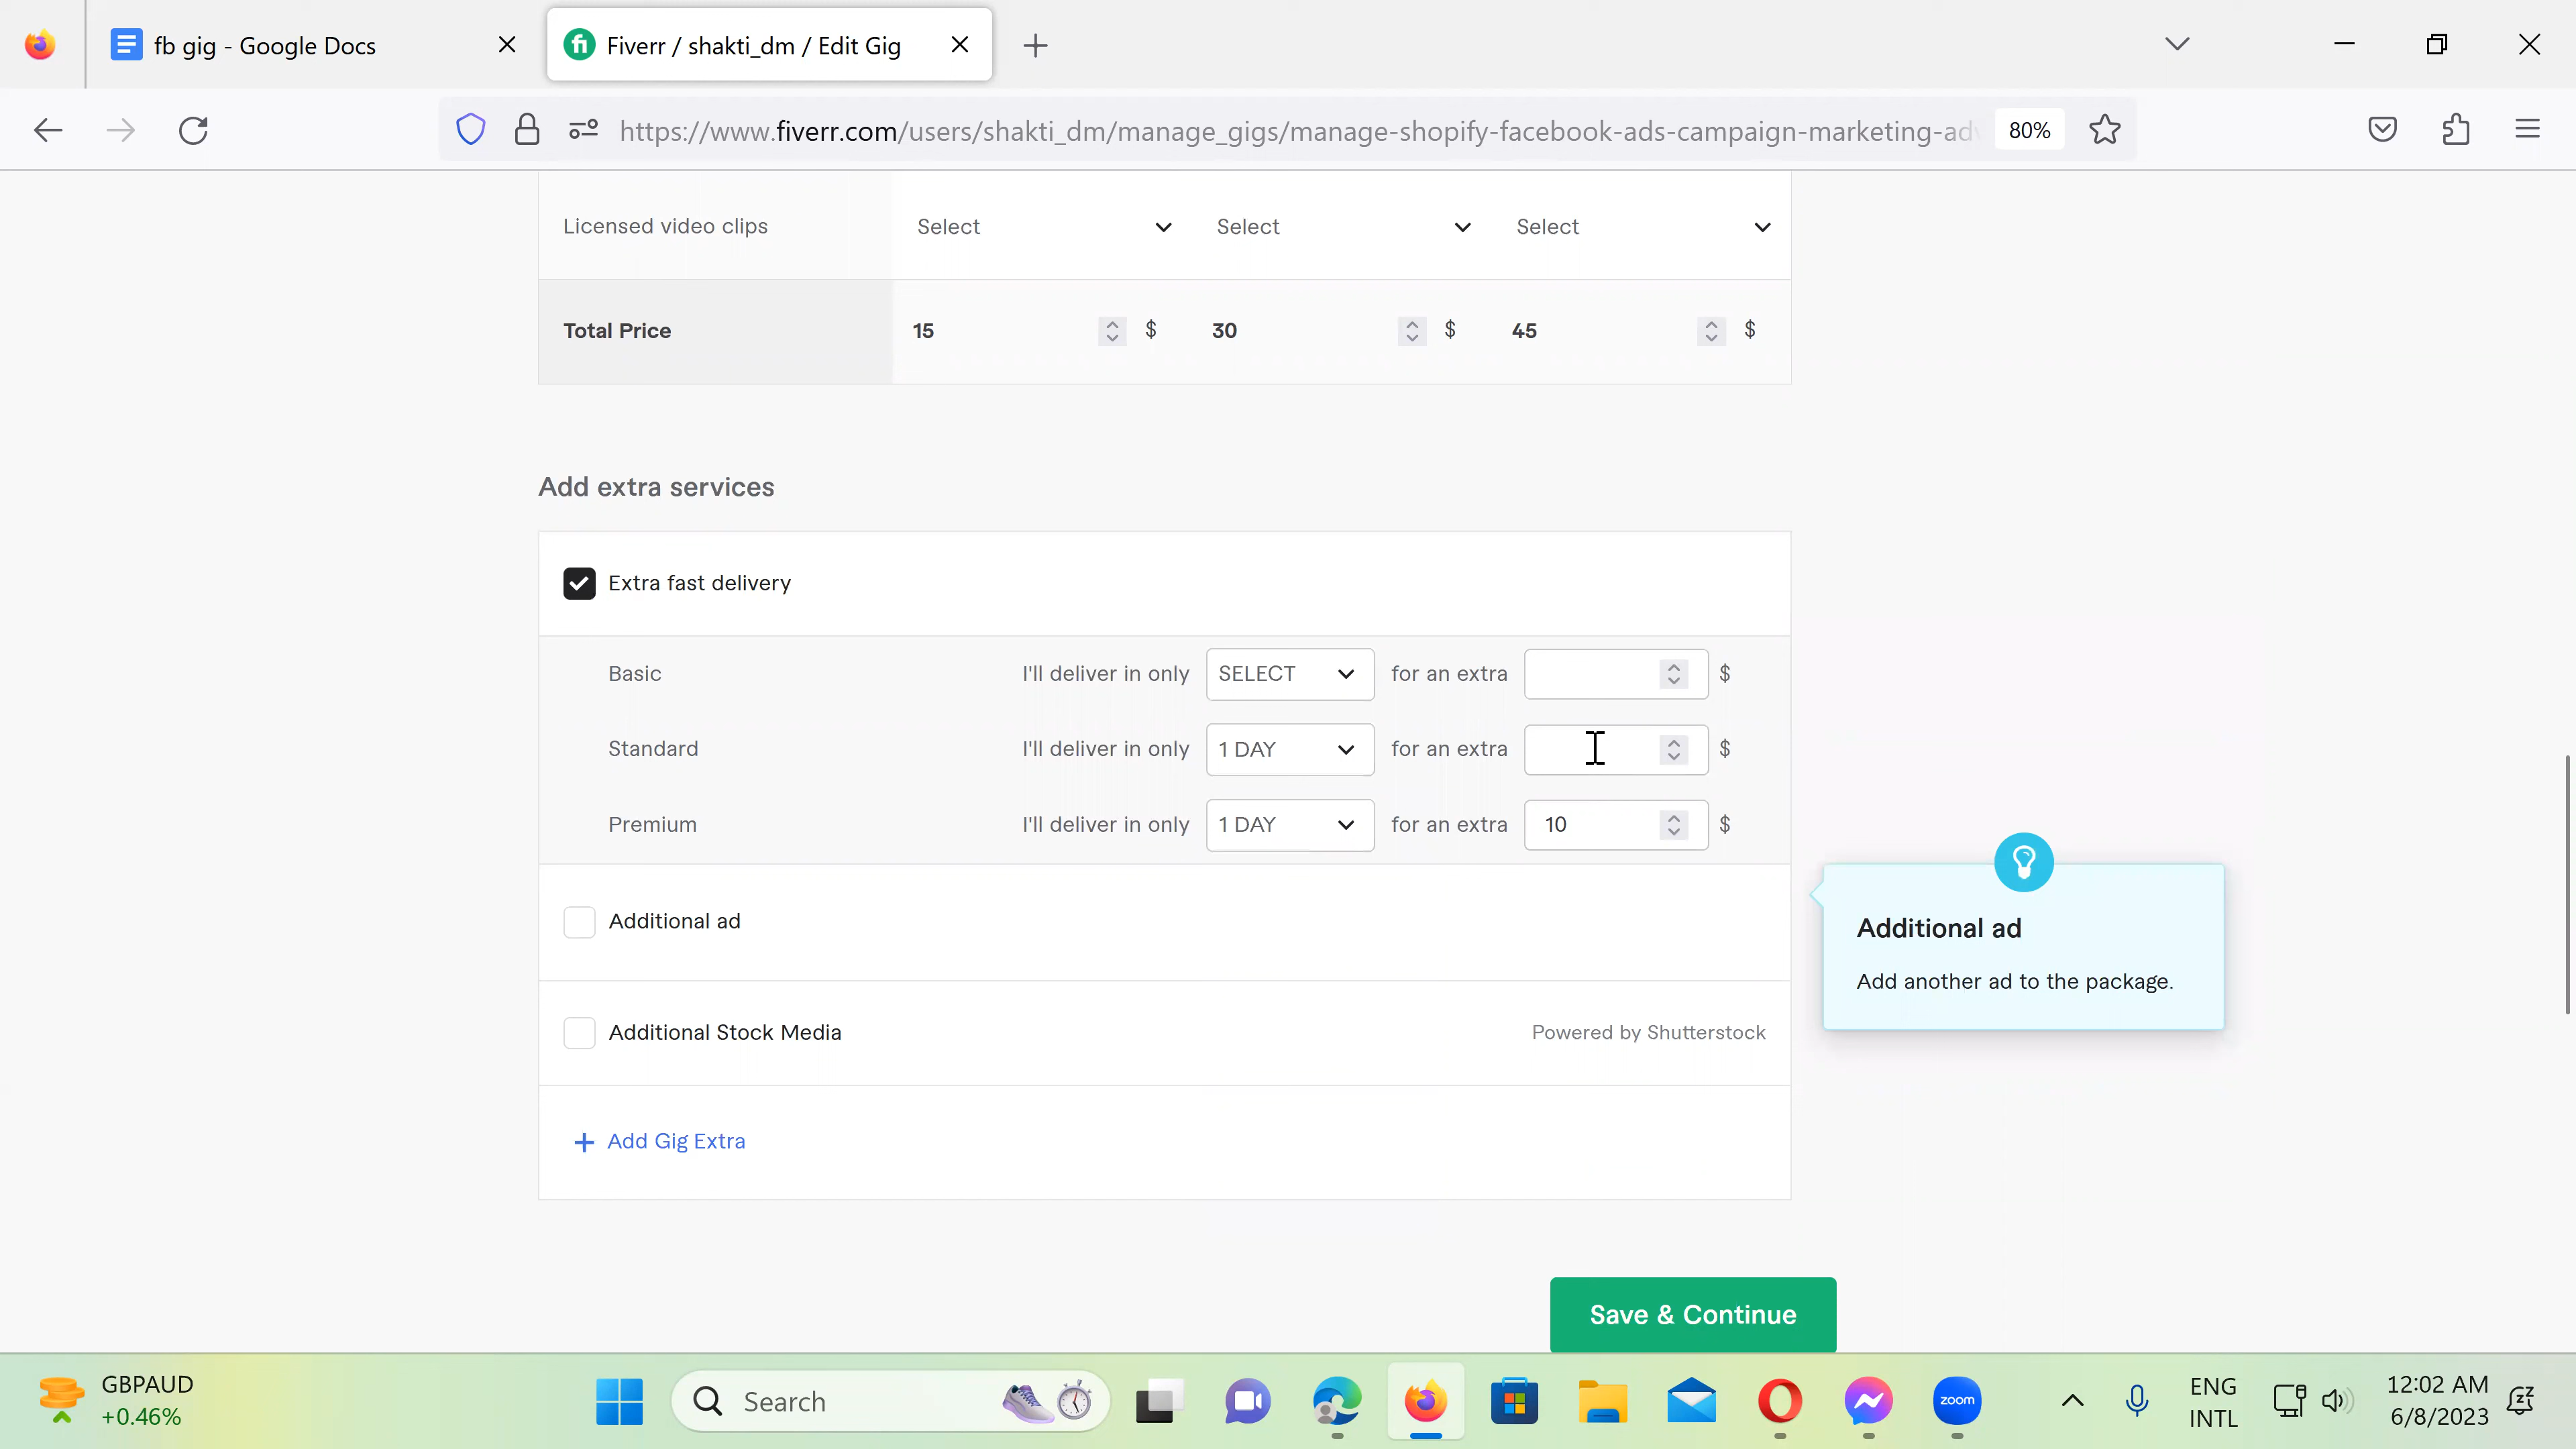 fb gig - Google Docs
Fiverr / shakti_dm / Edit Gig
https://www.fiverr.com/users/shakti_dm/manage_gigs/manage-shopify-facebook-ads-campaign-marketing-adv
80%
Licensed video clips Select Select Select
Total Price 15 $ 30 $ 45 $
Add extra services
Extra fast delivery
Basic I'll deliver in only SELECT for an extra $
Standard I'll deliver in only 1 DAY for an extra $
Premium I'll deliver in only 1 DAY for an extra 10 $
Additional ad
Additional ad
Add another ad to the package.
Additional Stock Media Powered by Shutterstock
+ Add Gig Extra
Save & Continue
GBPAUD
+0.46%
Search
zoom
ENG
INTL
12:02 AM
6/8/2023